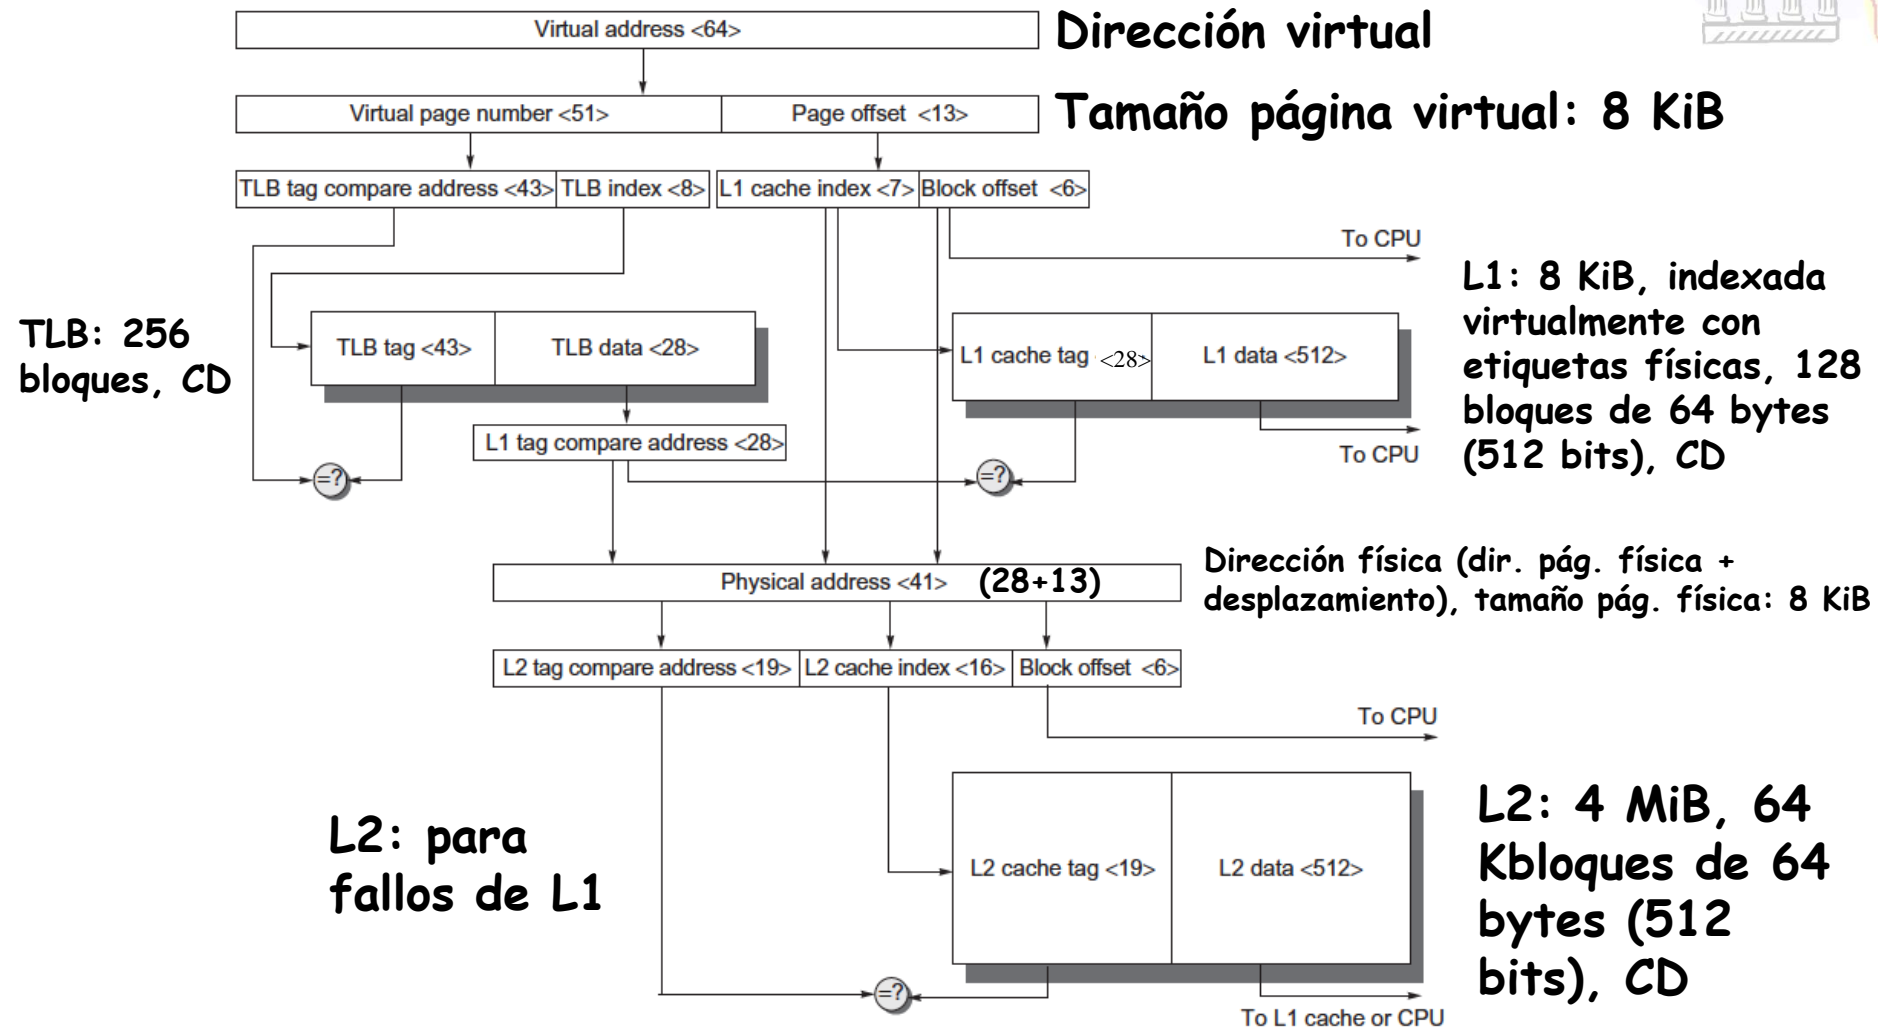 Virtual address <64>
Dirección virtual
Virtual page number <51>
Page offset <13>
Tamaño página virtual: 8 KiB
TLB tag compare address <43>
TLB index <8>
L1 cache index <7>
Block offset <6>
To CPU
TLB: 256
bloques, CD
TLB tag <43>
TLB data <28>
L1 cache tag <28>
L1 data <512>
L1: 8 KiB, indexada
virtualmente con
etiquetas físicas, 128
bloques de 64 bytes
(512 bits), CD
L1 tag compare address <28>
To CPU
=?
=?
Physical address <41> (28+13)
Dirección física (dir. pág. física +
desplazamiento), tamaño pág. física: 8 KiB
L2 tag compare address <19>
L2 cache index <16>
Block offset <6>
To CPU
L2: para
fallos de L1
L2 cache tag <19>
L2 data <512>
L2: 4 MiB, 64
Kbloques de 64
bytes (512
bits), CD
=?
To L1 cache or CPU